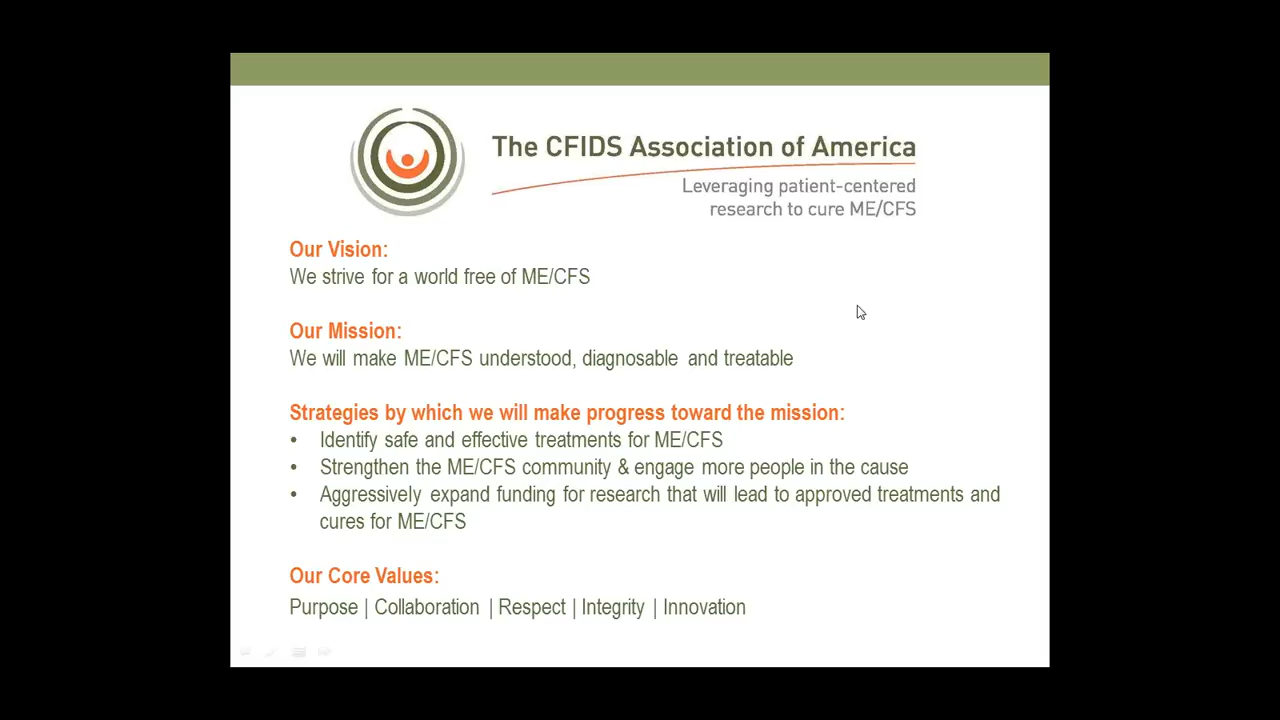 The CFIDS Association of America
Leveraging patient-centered
research to cure ME/CFS
Our Vision:
We strive for a world free of ME/CFS
Our Mission:
We will make ME/CFS understood, diagnosable and treatable
Strategies by which we will make progress toward the mission:
• Identify safe and effective treatments for ME/CFS
• Strengthen the ME/CFS community & engage more people in the cause
• Aggressively expand funding for research that will lead to approved treatments and
cures for ME/CFS
Our Core Values:
Purpose | Collaboration | Respect | Integrity | Innovation